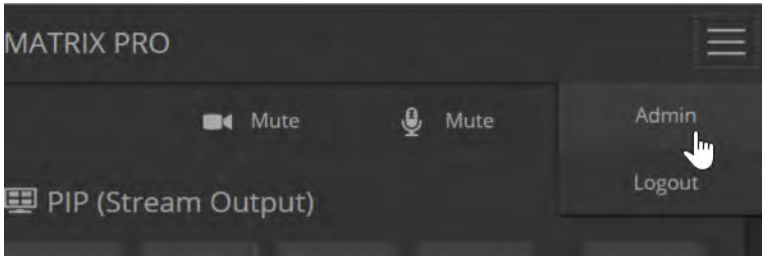 MATRIX PRO
Mute Mute Admin
Logout
PIP (Stream Output)